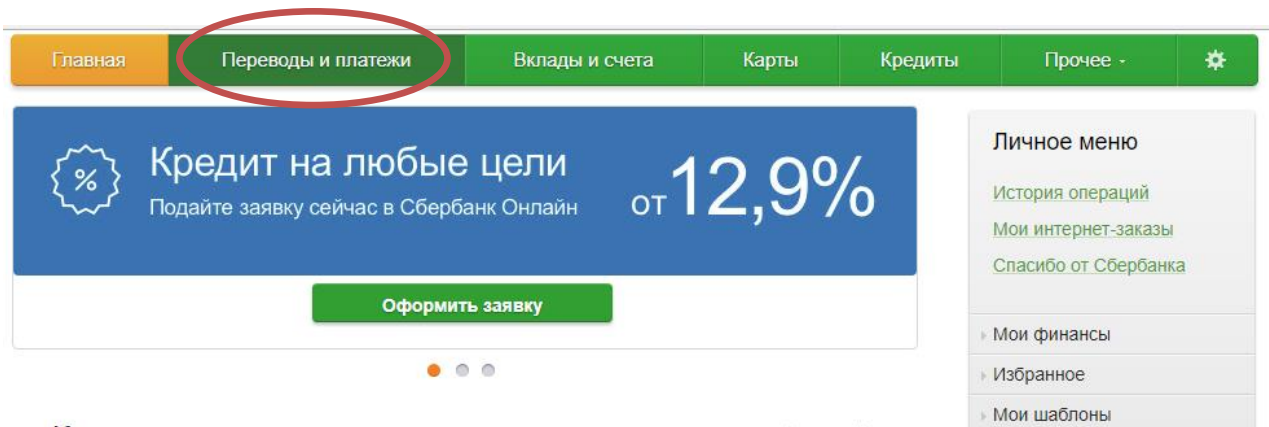 Главная Переводы и платежи Вклады и счета Карты Кредиты Прочее
Кредит на любые цели
Подайте заявку сейчас в Сбербанк Онлайн
от 12,9%
%
Оформить заявку
Личное меню
История операций
Мои интернет-заказы
Спасибо от Сбербанка
Мои финансы
Избранное
Мои шаблоны